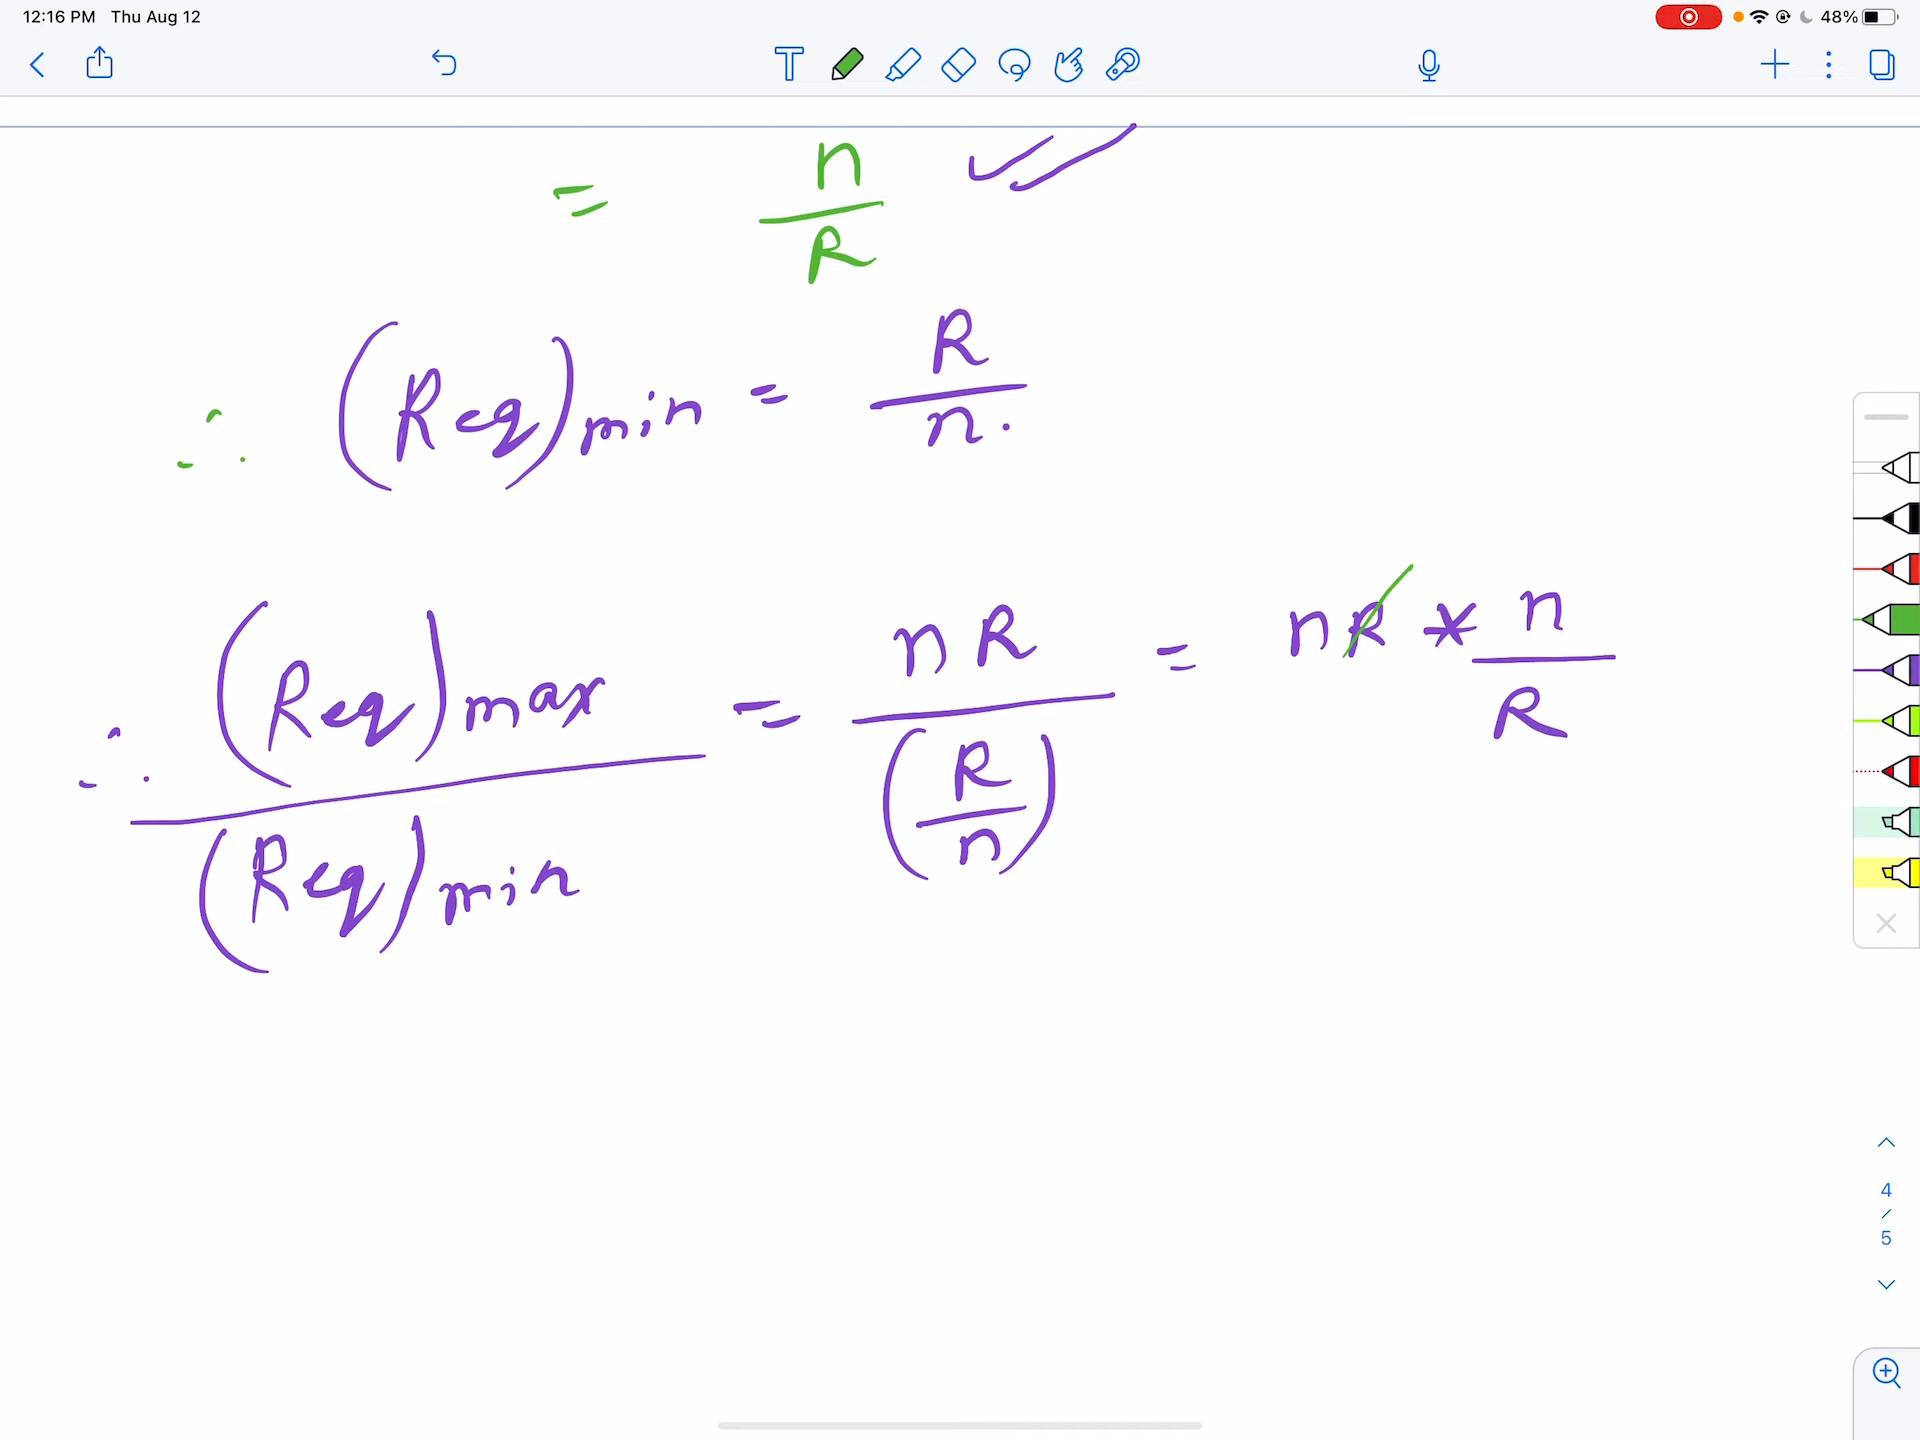 12:16 PM Thu Aug 12 48%
T
= n/R
∴ (Req)min = R/n.
∴ (Req)max/(Req)min = nR/(R/n) = nR * n/R
4
/
5